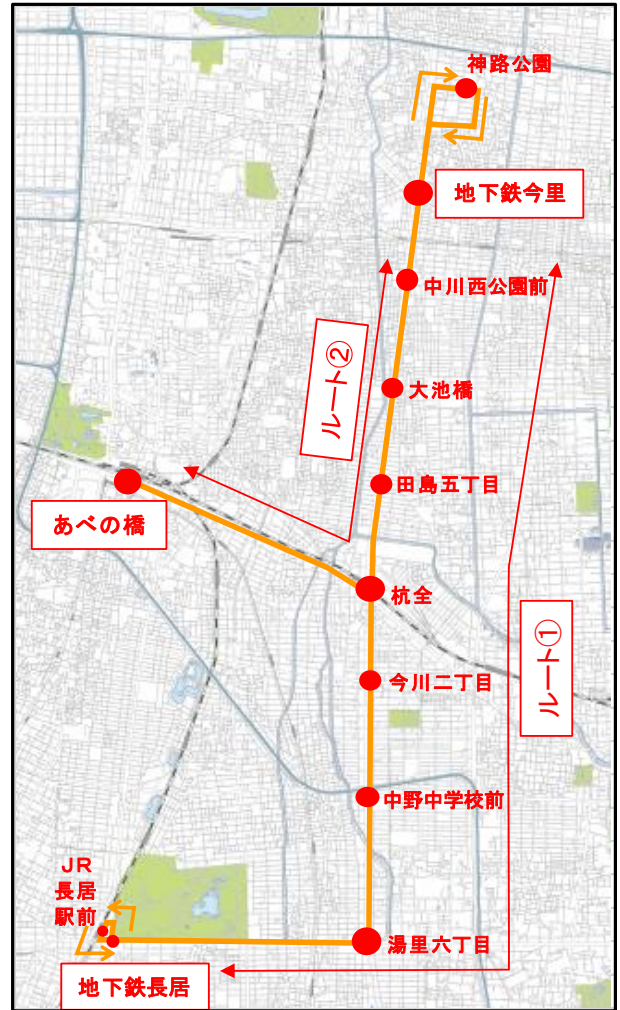 神路公園
地下鉄今里
中川西公園前
ルート②
大池橋
田島五丁目
あべの橋
杭全
ルート①
今川二丁目
中野中学校前
JR
長居
駅前
湯里六丁目
地下鉄長居